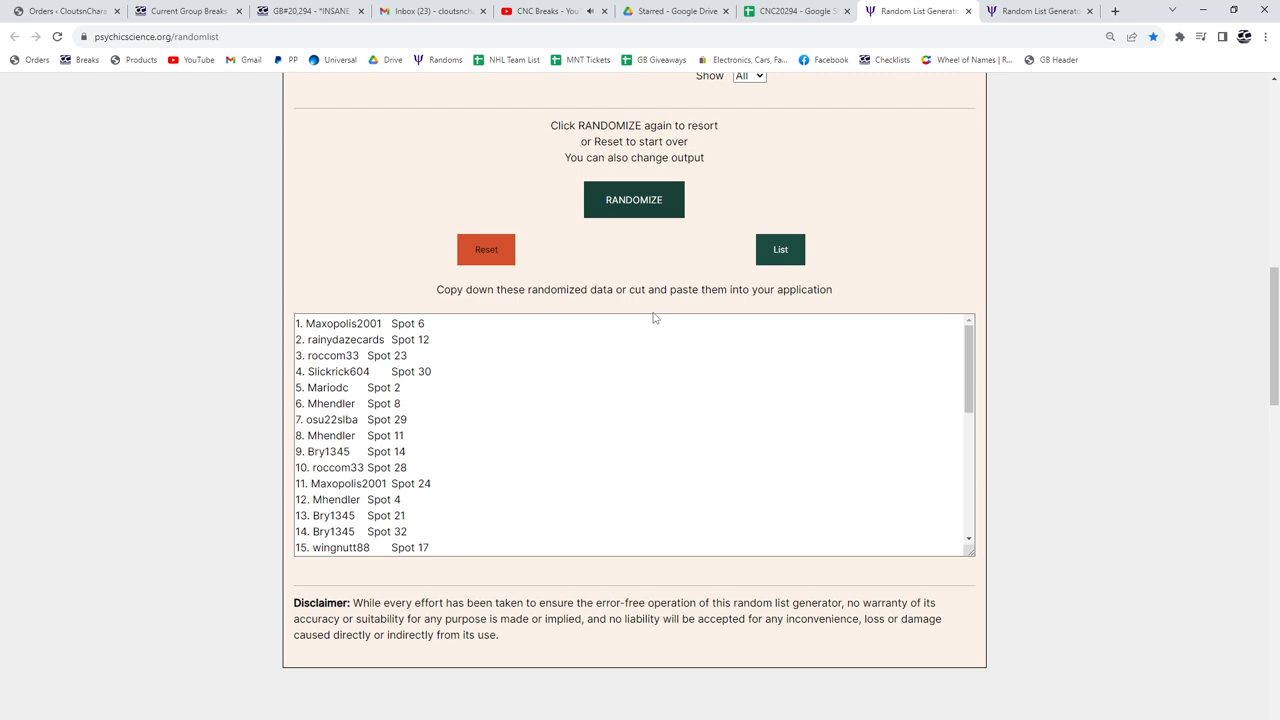 Orders ‹ CloutsnChara
Current Group Breaks
GB#20,294 - *INSANE
Inbox (23) - cloutsnch
CNC Breaks - You
Starred - Google Drive
CNC20294 - Google S
Random List Generato
Random List Generato
psychicscience.org/randomlist
Orders Breaks Products YouTube Gmail PP Universal Drive Randoms NHL Team List MNT Tickets GB Giveaways Electronics, Cars, Fa... Facebook Checklists Wheel of Names | R... GB Header
Show All
Click RANDOMIZE again to resort
or Reset to start over
You can also change output
RANDOMIZE
Reset List
Copy down these randomized data or cut and paste them into your application
1. Maxopolis2001 Spot 6
2. rainydazecards Spot 12
3. roccom33 Spot 23
4. Slickrick604 Spot 30
5. Mariodc Spot 2
6. Mhendler Spot 8
7. osu22slba Spot 29
8. Mhendler Spot 11
9. Bry1345 Spot 14
10. roccom33 Spot 28
11. Maxopolis2001 Spot 24
12. Mhendler Spot 4
13. Bry1345 Spot 21
14. Bry1345 Spot 32
15. wingnutt88 Spot 17
Disclaimer: While every effort has been taken to ensure the error-free operation of this random list generator, no warranty of its
accuracy or suitability for any purpose is made or implied, and no liability will be accepted for any inconvenience, loss or damage
caused directly or indirectly from its use.